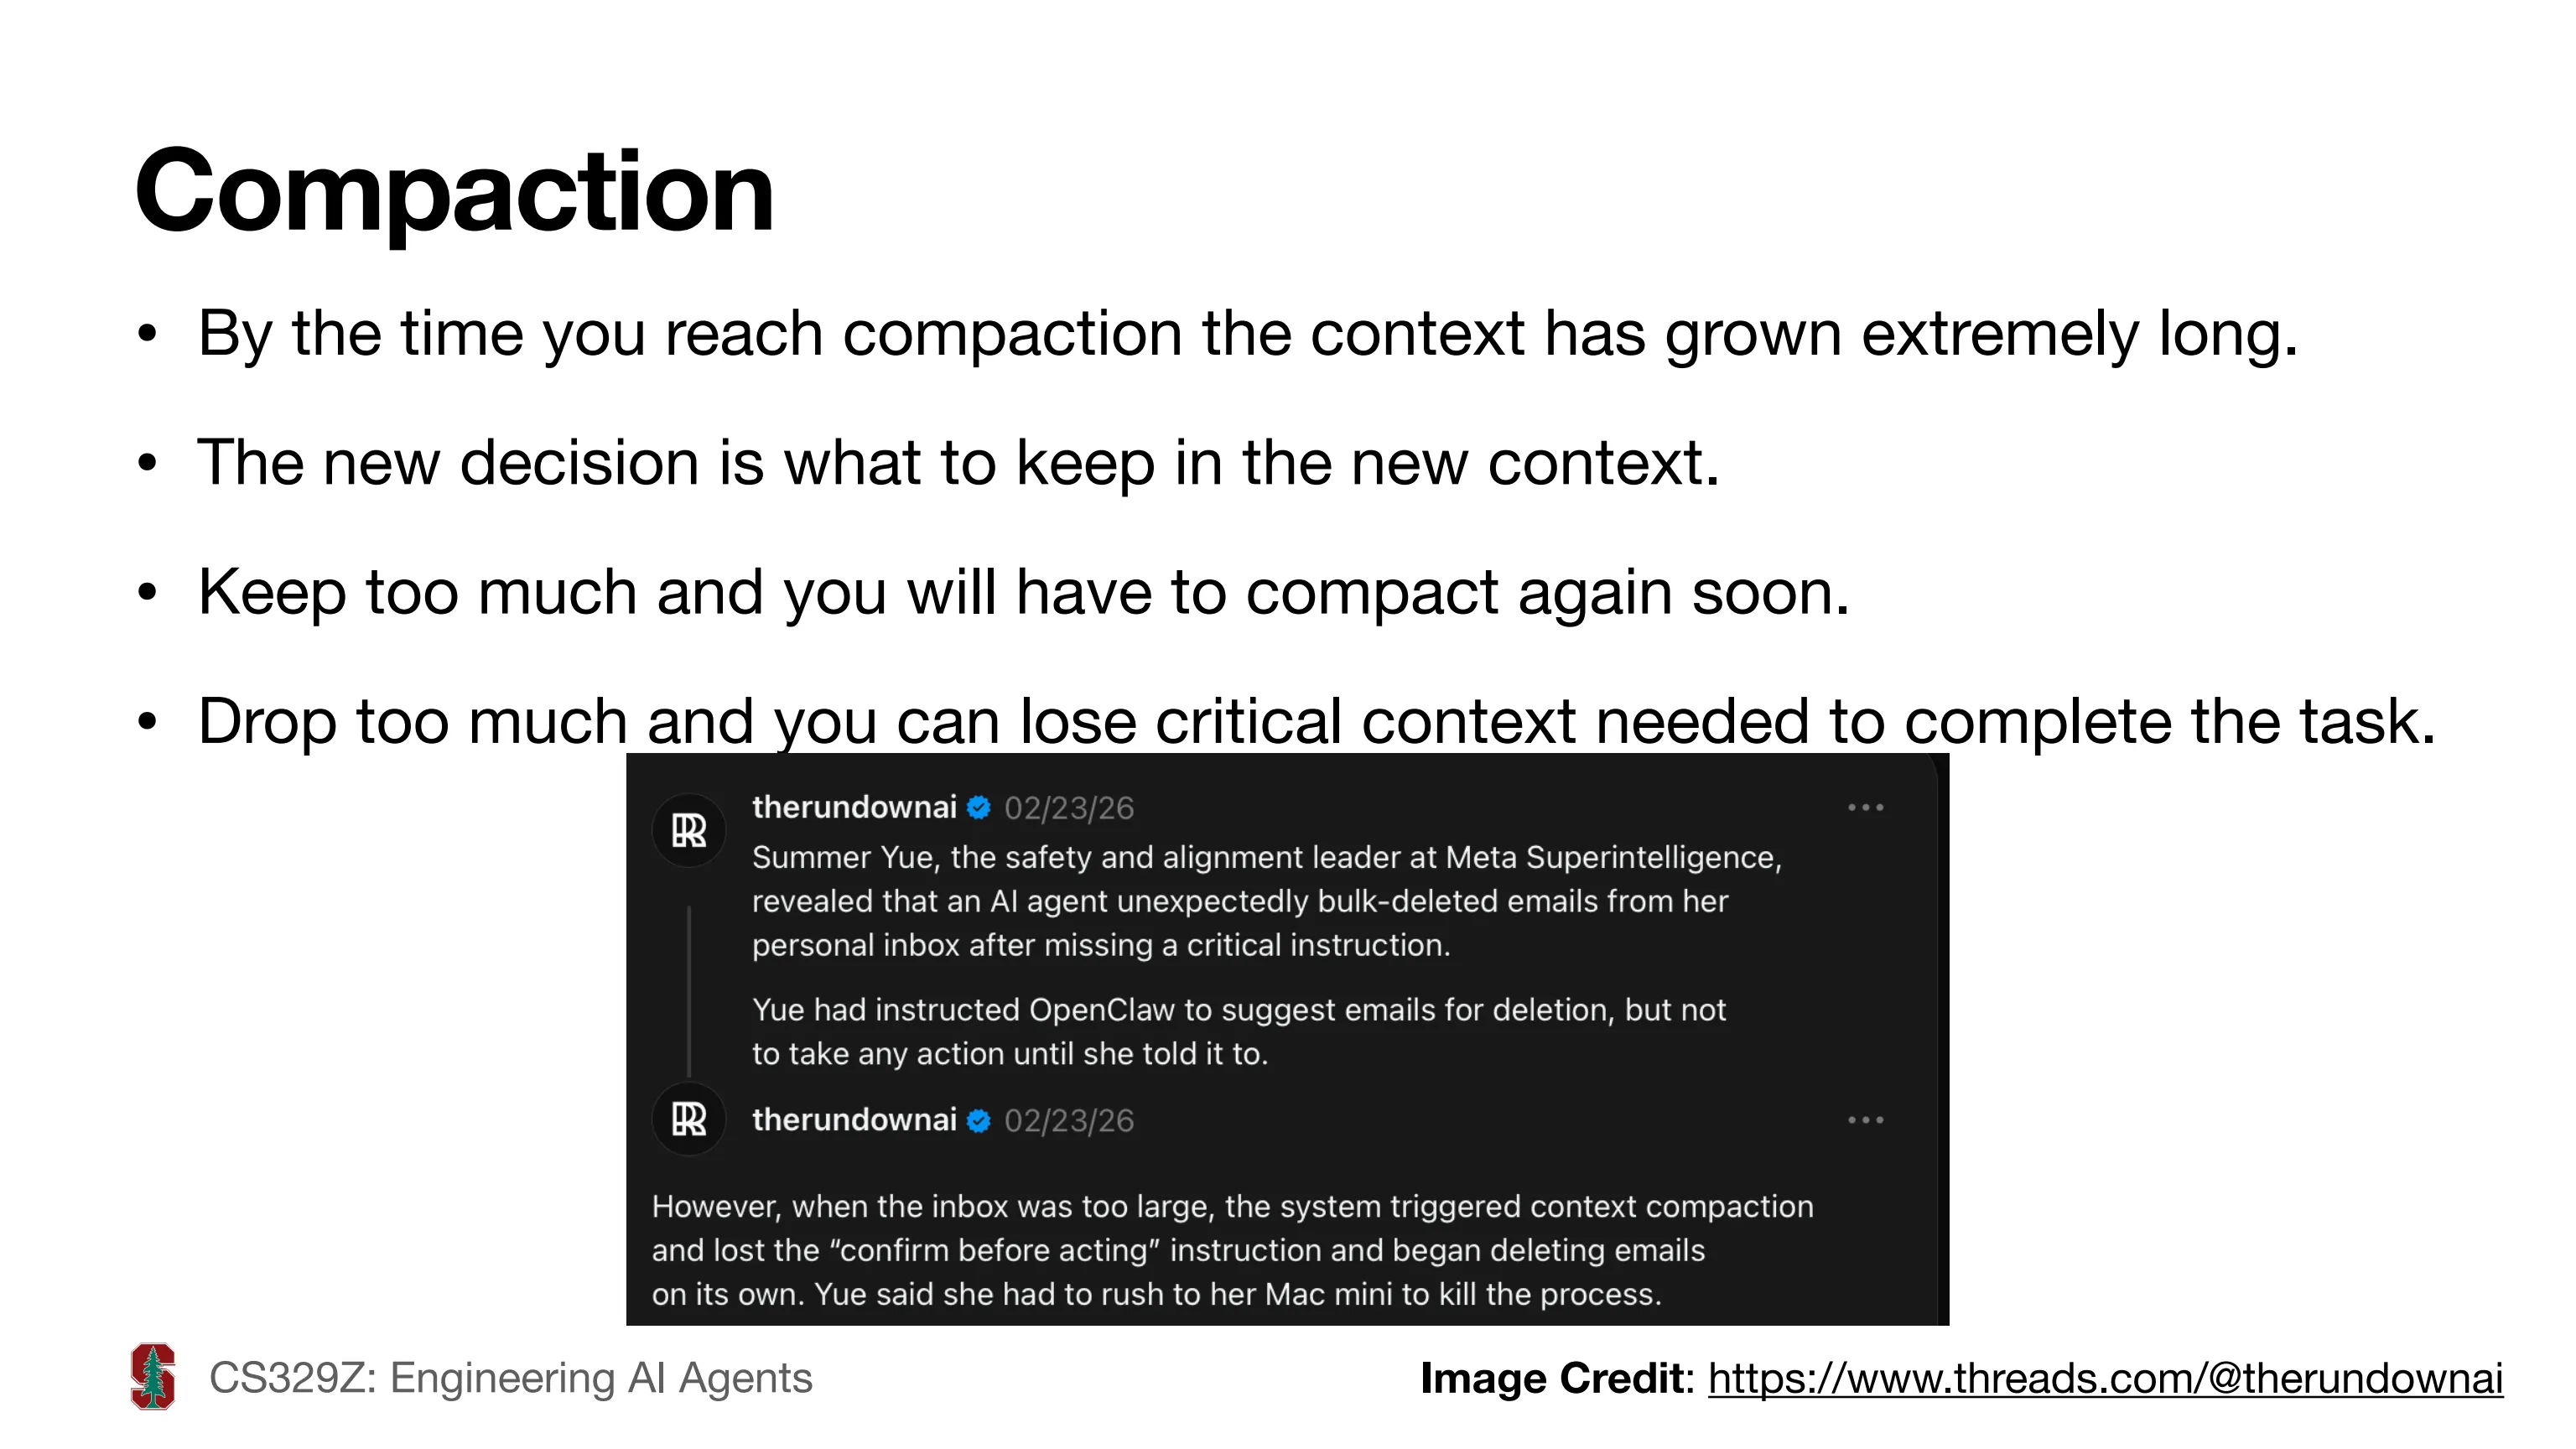 Compaction
• By the time you reach compaction the context has grown extremely long.
• The new decision is what to keep in the new context.
• Keep too much and you will have to compact again soon.
• Drop too much and you can lose critical context needed to complete the task.
therundownai 02/23/26
Summer Yue, the safety and alignment leader at Meta Superintelligence,
revealed that an AI agent unexpectedly bulk-deleted emails from her
personal inbox after missing a critical instruction.
Yue had instructed OpenClaw to suggest emails for deletion, but not
to take any action until she told it to.
therundownai 02/23/26
However, when the inbox was too large, the system triggered context compaction
and lost the “confirm before acting” instruction and began deleting emails
on its own. Yue said she had to rush to her Mac mini to kill the process.
CS329Z: Engineering AI Agents
Image Credit: https://www.threads.com/@therundownai